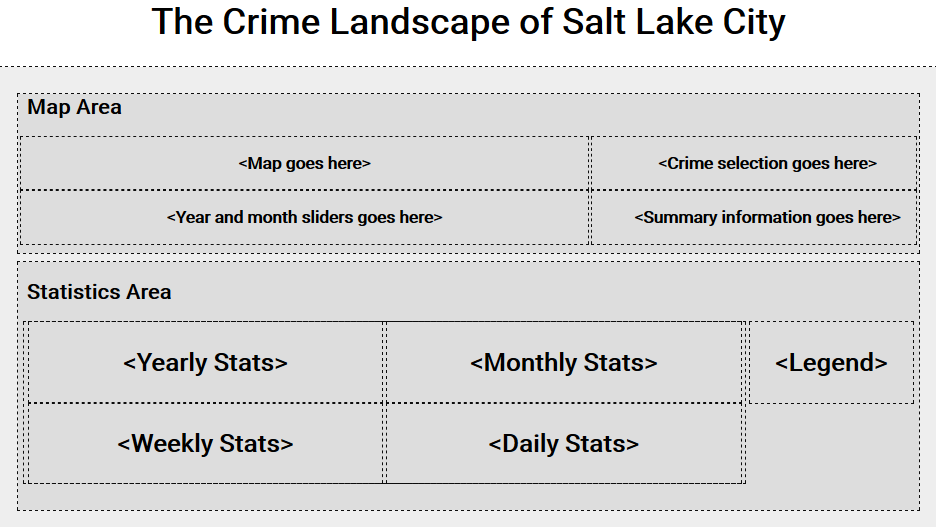 The Crime Landscape of Salt Lake City
Map Area
<Map goes here>
<Crime selection goes here>
<Year and month sliders goes here>
<Summary information goes here>
Statistics Area
<Yearly Stats>
<Monthly Stats>
<Legend>
<Weekly Stats>
<Daily Stats>